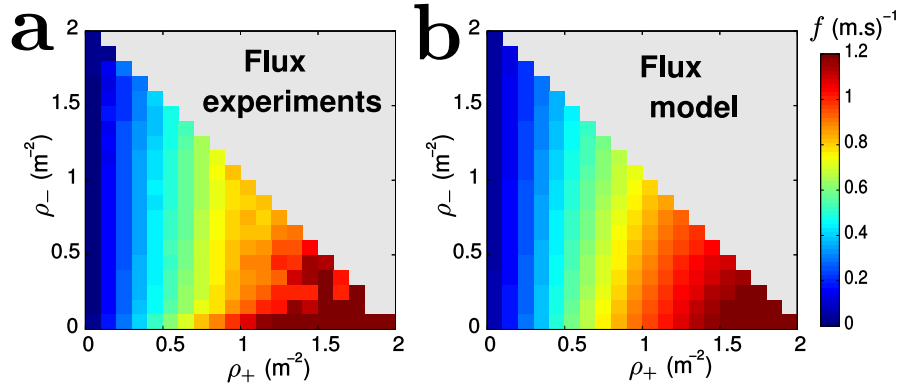 a
Flux
experiments
2
1.5
1
0.5
0
ρ− (m⁻²)
0 0.5 1 1.5 2
ρ+ (m⁻²)
b
Flux
model
2
1.5
1
0.5
0
ρ− (m⁻²)
0 0.5 1 1.5 2
ρ+ (m⁻²)
f (m.s)⁻¹
1.2
1
0.8
0.6
0.4
0.2
0